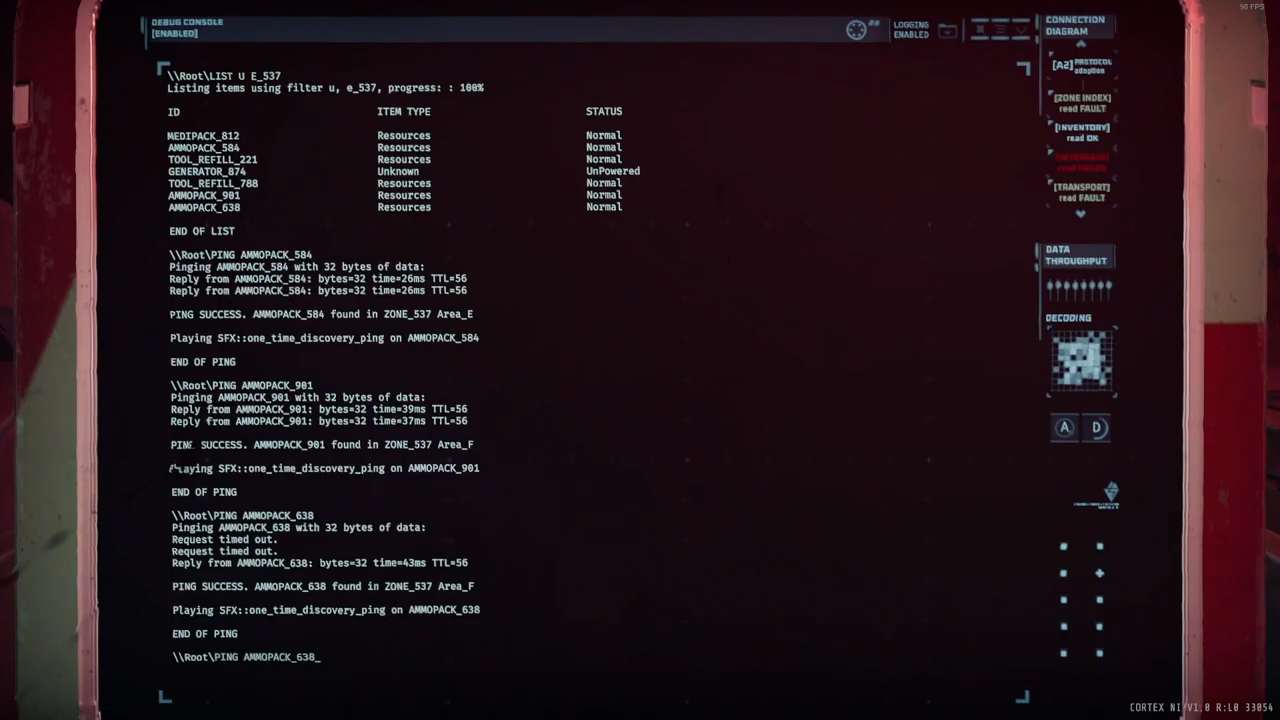 90 FPS
DEBUG CONSOLE
[ENABLED]
LOGGING
ENABLED
CONNECTION
DIAGRAM
[A2] PROTOCOL
adaption
[ZONE INDEX]
read FAULT
[INVENTORY]
read OK
[TRANSPORT]
read FAULT
DATA
THROUGHPUT
DECODING
A D
\\Root\LIST U E_537
Listing items using filter u, e_537, progress: : 100%
ID ITEM TYPE STATUS
MEDIPACK_812 Resources Normal
AMMOPACK_584 Resources Normal
TOOL_REFILL_221 Resources Normal
GENERATOR_874 Unknown UnPowered
TOOL_REFILL_788 Resources Normal
AMMOPACK_901 Resources Normal
AMMOPACK_638 Resources Normal
END OF LIST
\\Root\PING AMMOPACK_584
Pinging AMMOPACK_584 with 32 bytes of data:
Reply from AMMOPACK_584: bytes=32 time=26ms TTL=56
Reply from AMMOPACK_584: bytes=32 time=26ms TTL=56
PING SUCCESS. AMMOPACK_584 found in ZONE_537 Area_E
Playing SFX::one_time_discovery_ping on AMMOPACK_584
END OF PING
\\Root\PING AMMOPACK_901
Pinging AMMOPACK_901 with 32 bytes of data:
Reply from AMMOPACK_901: bytes=32 time=39ms TTL=56
Reply from AMMOPACK_901: bytes=32 time=37ms TTL=56
PING SUCCESS. AMMOPACK_901 found in ZONE_537 Area_F
Playing SFX::one_time_discovery_ping on AMMOPACK_901
END OF PING
\\Root\PING AMMOPACK_638
Pinging AMMOPACK_638 with 32 bytes of data:
Request timed out.
Request timed out.
Reply from AMMOPACK_638: bytes=32 time=43ms TTL=56
PING SUCCESS. AMMOPACK_638 found in ZONE_537 Area_F
Playing SFX::one_time_discovery_ping on AMMOPACK_638
END OF PING
\\Root\PING AMMOPACK_638_
CORTEX NI V1.0 R:L0 33054